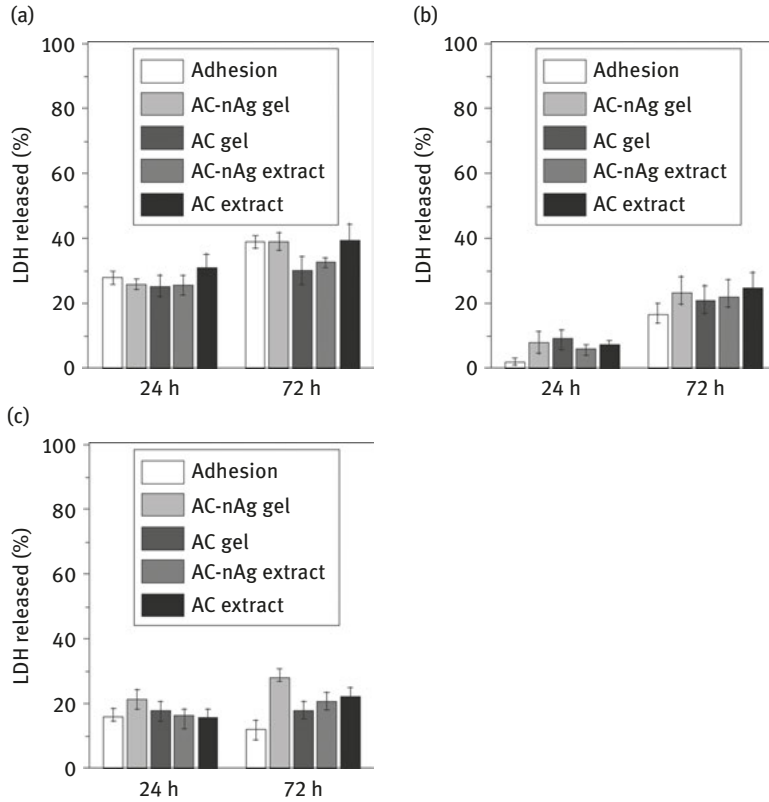 (a)
LDH released (%)
100
80
60
40
20
0
Adhesion
AC-nAg gel
AC gel
AC-nAg extract
AC extract
24 h 72 h
(b)
LDH released (%)
100
80
60
40
20
0
Adhesion
AC-nAg gel
AC gel
AC-nAg extract
AC extract
24 h 72 h
(c)
LDH released (%)
100
80
60
40
20
0
Adhesion
AC-nAg gel
AC gel
AC-nAg extract
AC extract
24 h 72 h